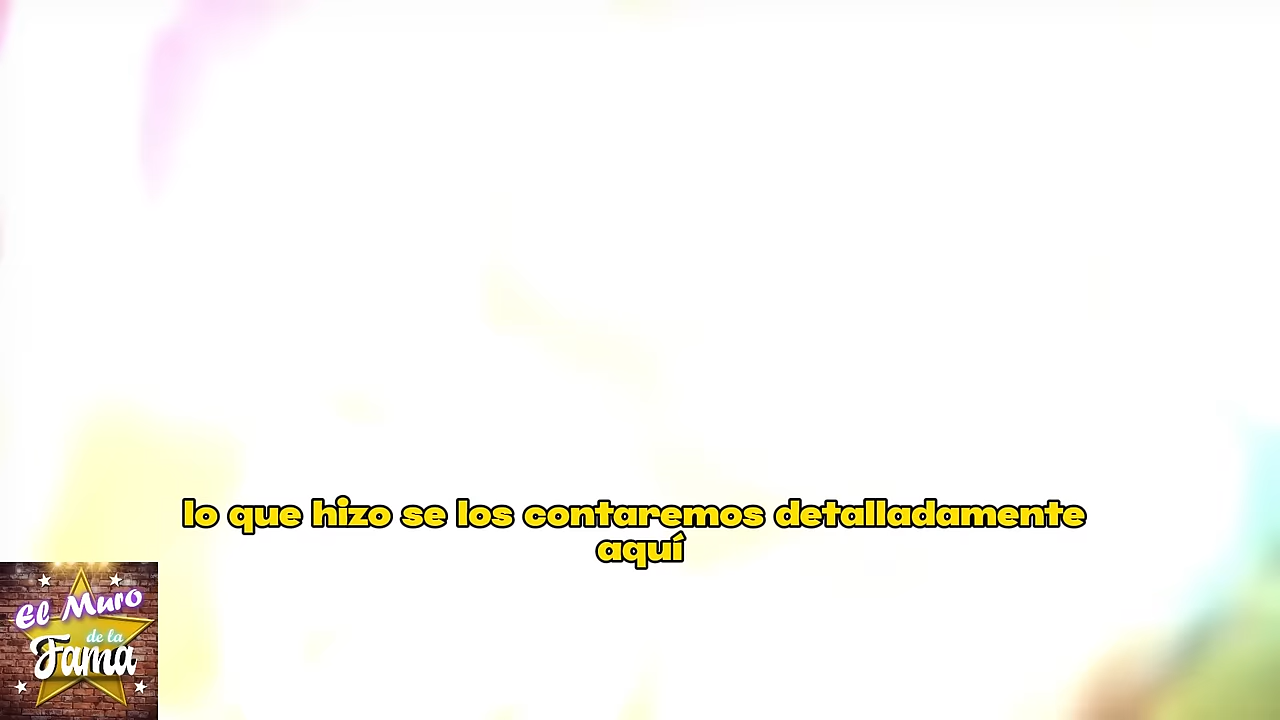 lo que hizo se los contaremos detalladamente
aquí
El Muro
de la
Fama